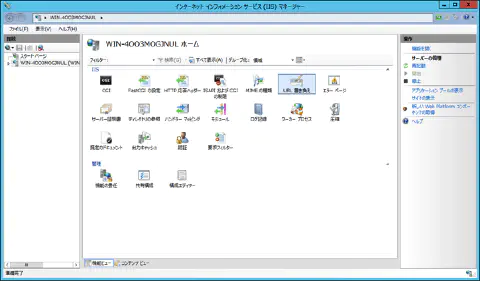 インターネット インフォメーション サービス (IIS) マネージャー
WIN-4OO3MOGJNUL
ファイル(F) 表示(V) ヘルプ(H)
接続
スタート ページ
WIN-4OO3MOGJNUL (WIN
WIN-4OO3MOGJNUL ホーム
フィルター: 検索(G) すべて表示(A) グループ化: 領域
IIS
CGI FastCGI の設定 HTTP 応答ヘッダー ISAPI および CGI の制限 MIME の種類 URL 書き換え エラー ページ
サーバー証明書 ディレクトリの参照 ハンドラー マッピング モジュール ログ記録 ワーカー プロセス 圧縮
既定のドキュメント 出力キャッシュ 認証 要求フィルター
管理
機能の委任 共有構成 構成エディター
機能ビュー コンテンツ ビュー
準備完了
操作
機能を開く
サーバーの管理
再起動
開始
停止
アプリケーション プールの表示
サイトの表示
新しい Web Platform コンポーネントの取得
ヘルプ